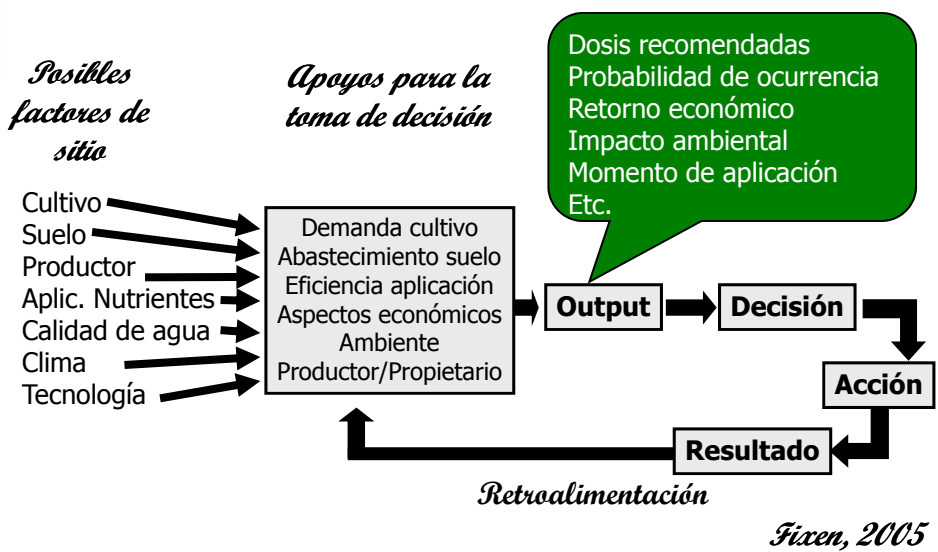 Posibles
factores de
sitio
Apoyos para la
toma de decisión
Dosis recomendadas
Probabilidad de ocurrencia
Retorno económico
Impacto ambiental
Momento de aplicación
Etc.
Cultivo
Suelo
Productor
Aplic. Nutrientes
Calidad de agua
Clima
Tecnología
Demanda cultivo
Abastecimiento suelo
Eficiencia aplicación
Aspectos económicos
Ambiente
Productor/Propietario
Output
Decisión
Acción
Resultado
Retroalimentación
Fixen, 2005